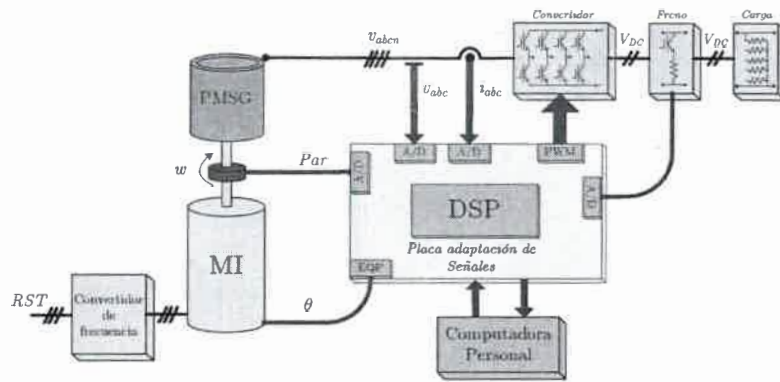 Convertidor
Freno
Carga
v_abcn
V_DC
V_DC
PMSG
v_abc
i_abc
w
Par
A/D
A/D
A/D
PWM
A/D
DSP
Placa adaptación de
Señales
MI
EQP
RST
Convertidor
de
frecuencia
θ
Computadora
Personal